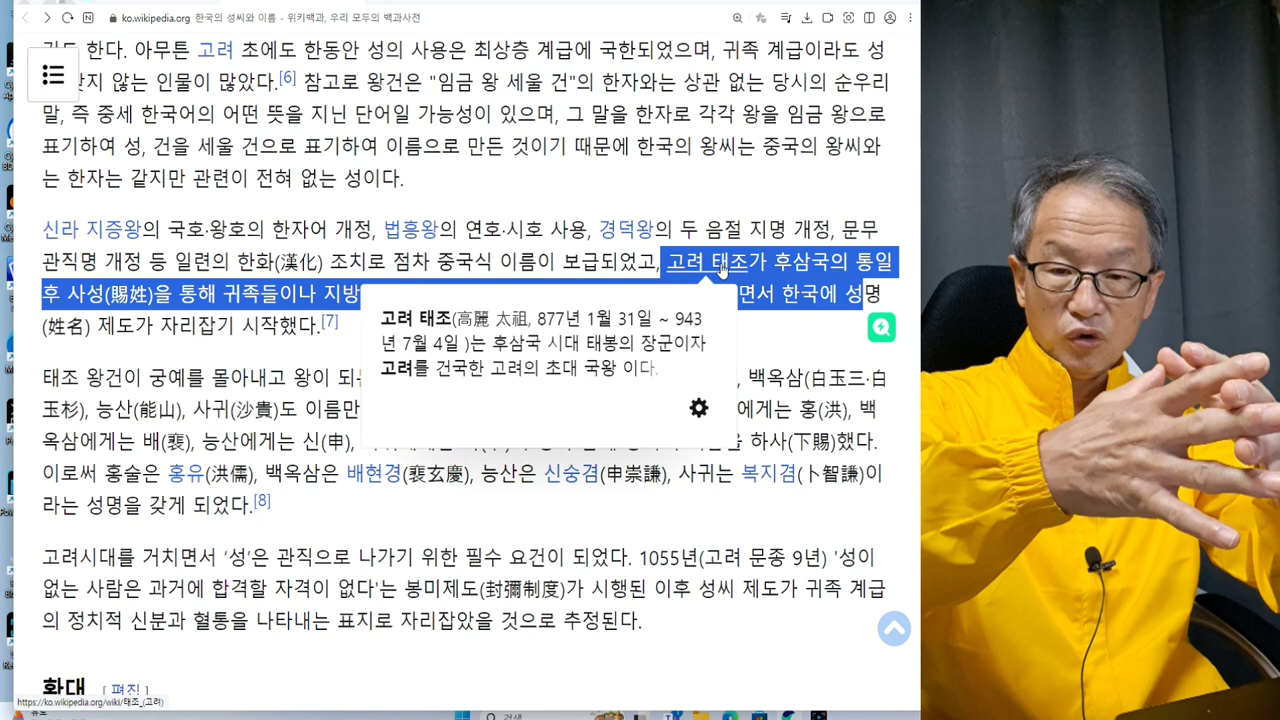 ko.wikipedia.org 한국의 성씨와 이름 - 위키백과, 우리 모두의 백과사전
한다. 아무튼 고려 초에도 한동안 성의 사용은 최상층 계급에 국한되었으며, 귀족 계급이라도 성
않는 인물이 많았다.[6] 참고로 왕건은 "임금 왕 세울 건"의 한자와는 상관 없는 당시의 순우리
말, 즉 중세 한국어의 어떤 뜻을 지닌 단어일 가능성이 있으며, 그 말을 한자로 각각 왕을 임금 왕으로
표기하여 성, 건을 세울 건으로 표기하여 이름으로 만든 것이기 때문에 한국의 왕씨는 중국의 왕씨와
는 한자는 같지만 관련이 전혀 없는 성이다.
신라 지증왕의 국호·왕호의 한자어 개정, 법흥왕의 연호·시호 사용, 경덕왕의 두 음절 지명 개정, 문무
관직명 개정 등 일련의 한화(漢化) 조치로 점차 중국식 이름이 보급되었고, 고려 태조가 후삼국의 통일
후 사성(賜姓)을 통해 귀족들이나 지방 면서 한국에 성명
(姓名) 제도가 자리잡기 시작했다.[7]
고려 태조(高麗 太祖, 877년 1월 31일 ~ 943
년 7월 4일 )는 후삼국 시대 태봉의 장군이자
고려를 건국한 고려의 초대 국왕 이다.
태조 왕건이 궁예를 몰아내고 왕이 되 , 백옥삼(白玉三·白
玉杉), 능산(能山), 사귀(沙貴)도 이름만 에게는 홍(洪), 백
옥삼에게는 배(裵), 능산에게는 신(申), 을 하사(下賜)했다.
이로써 홍술은 홍유(洪儒), 백옥삼은 배현경(裵玄慶), 능산은 신숭겸(申崇謙), 사귀는 복지겸(卜智謙)이
라는 성명을 갖게 되었다.[8]
고려시대를 거치면서 ‘성’은 관직으로 나가기 위한 필수 요건이 되었다. 1055년(고려 문종 9년) '성이
없는 사람은 과거에 합격할 자격이 없다'는 봉미제도(封彌制度)가 시행된 이후 성씨 제도가 귀족 계급
의 정치적 신분과 혈통을 나타내는 표지로 자리잡았을 것으로 추정된다.
확대 [ 편집 ]
https://ko.wikipedia.org/wiki/태조_(고려)
검색